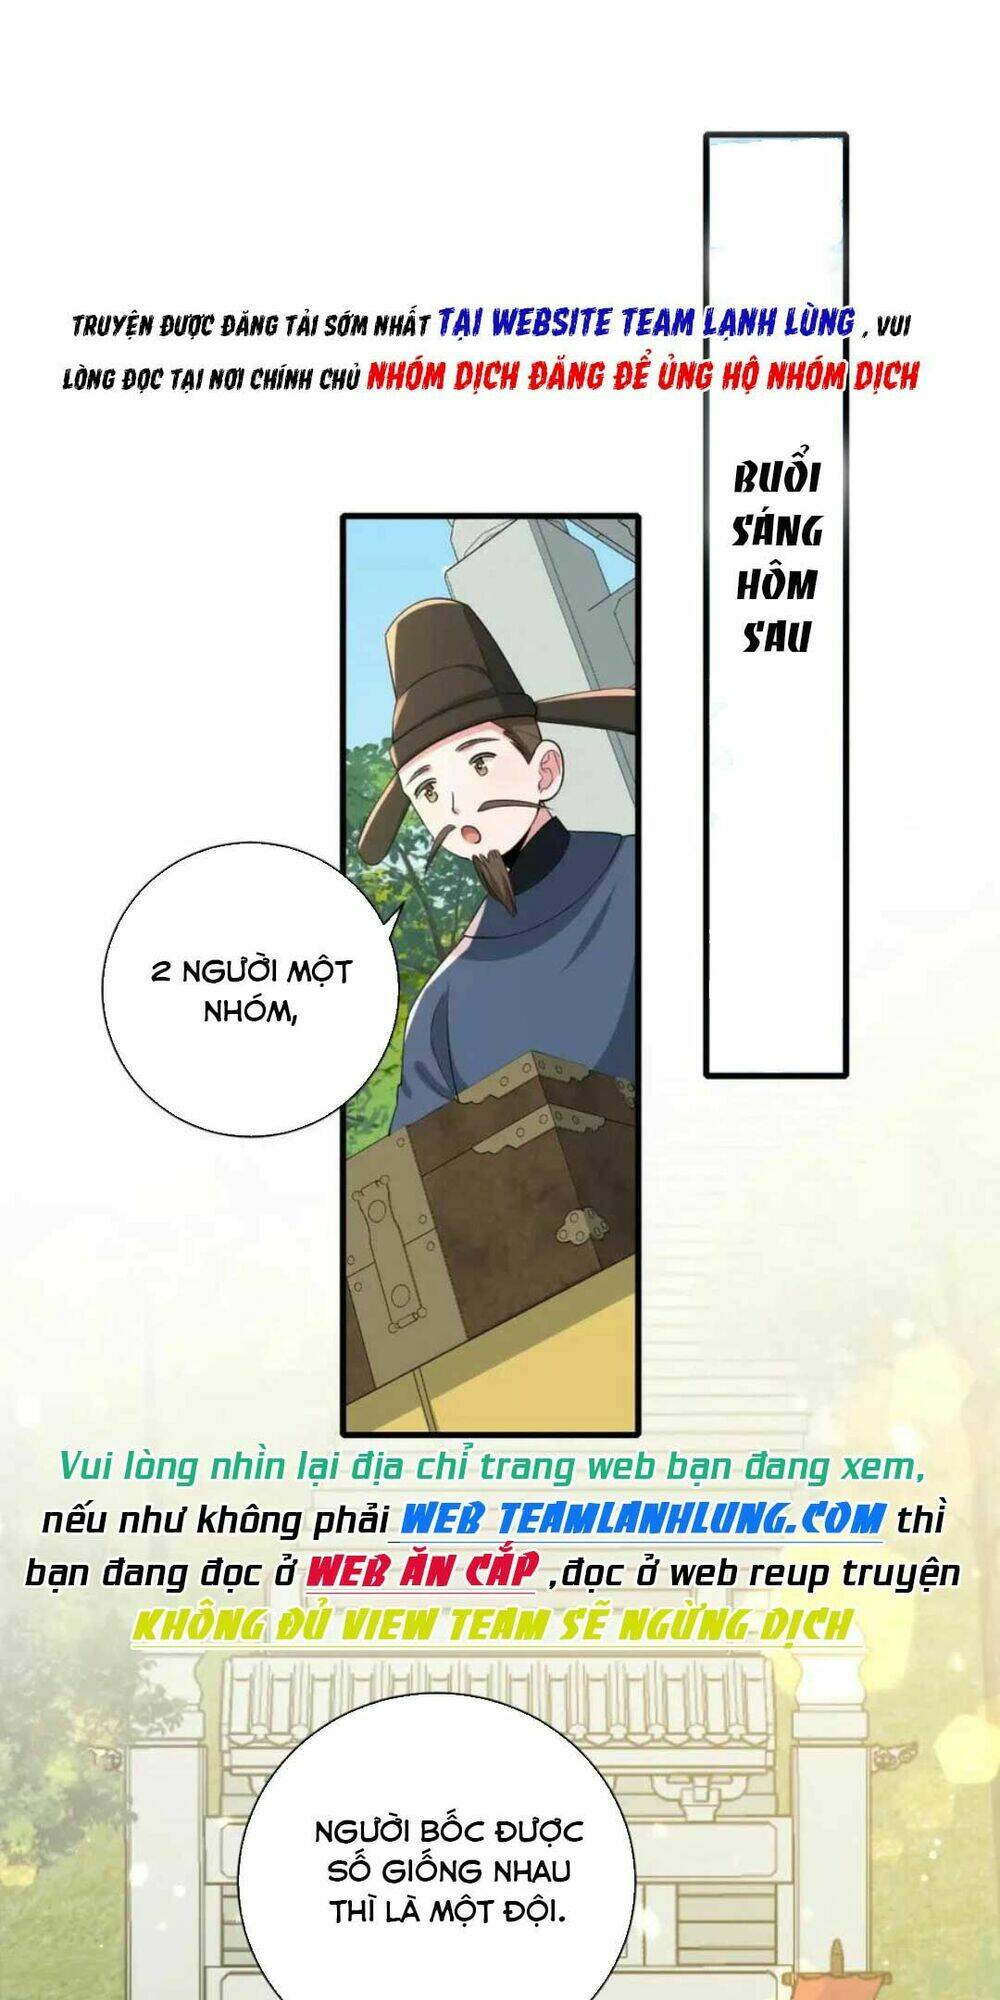 TRUYỆN ĐƯỢC ĐĂNG TẢI SỚM NHẤT TẠI WEBSITE TEAM LẠNH LÙNG , VUI
LÒNG ĐỌC TẠI NƠI CHÍNH CHỦ NHÓM DỊCH ĐĂNG ĐỂ ỦNG HỘ NHÓM DỊCH
BUỔI
SÁNG
HÔM
SAU
2 NGƯỜI MỘT
NHÓM,
Vui lòng nhìn lại địa chỉ trang web bạn đang xem,
nếu như không phải WEB TEAMLANHLUNG.COM thì
bạn đang đọc ở WEB ĂN CẮP ,đọc ở web reup truyện
KHÔNG ĐỦ VIEW TEAM SẼ NGỪNG DỊCH
NGƯỜI BỐC ĐƯỢC
SỐ GIỐNG NHAU
THÌ LÀ MỘT ĐỘI.